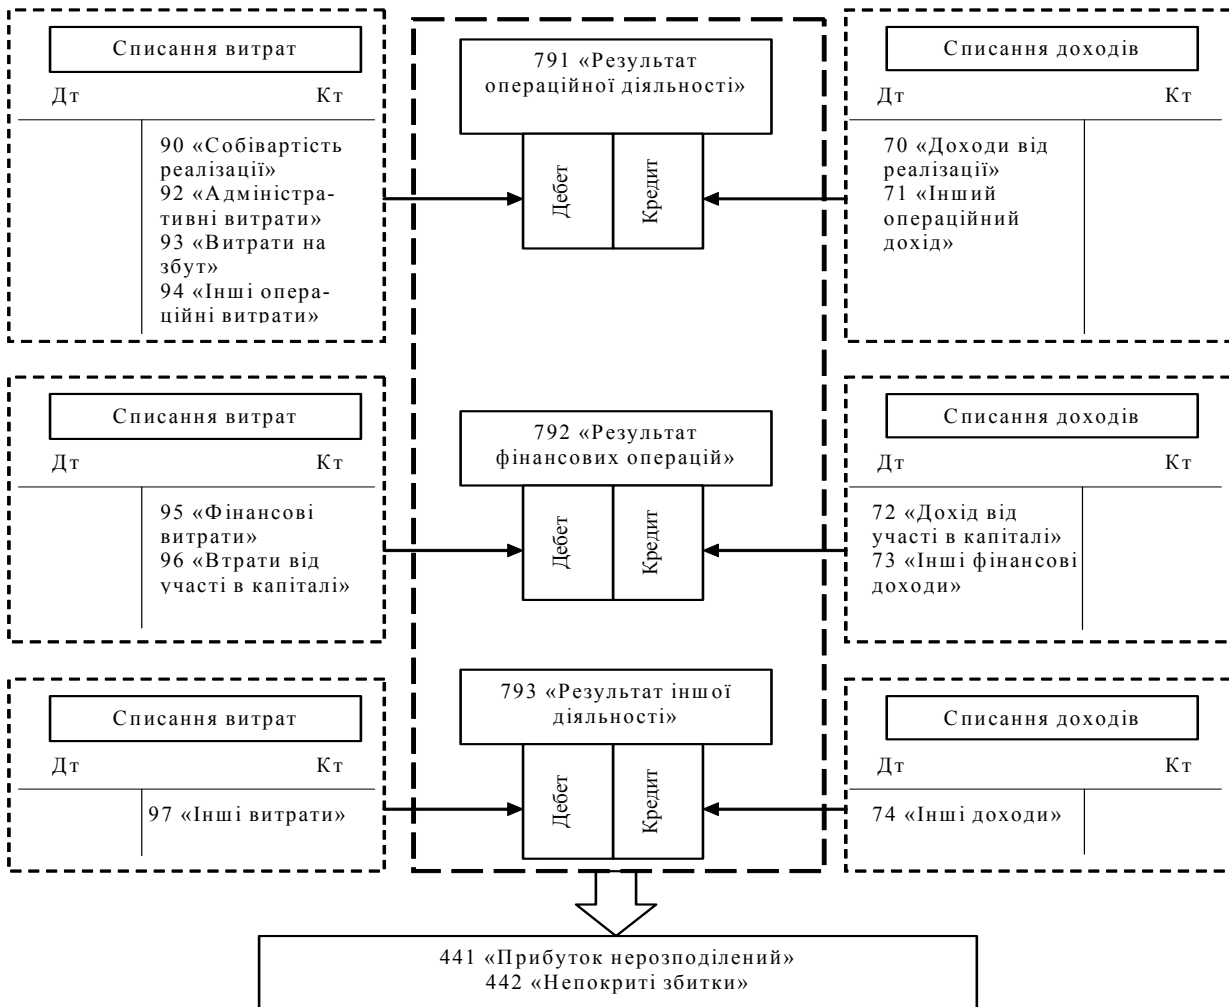 Списання витрат
Дт Кт
90 «Собівартість
реалізації»
92 «Адміністра-
тивні витрати»
93 «Витрати на
збут»
94 «Інші опера-
ційні витрати»
791 «Результат
операційної діяльності»
Дебет
Кредит
Списання доходів
Дт Кт
70 «Доходи від
реалізації»
71 «Інший
операційний
дохід»
Списання витрат
Дт Кт
95 «Фінансові
витрати»
96 «Втрати від
участі в капіталі»
792 «Результат
фінансових операцій»
Дебет
Кредит
Списання доходів
Дт Кт
72 «Дохід від
участі в капіталі»
73 «Інші фінансові
доходи»
Списання витрат
Дт Кт
97 «Інші витрати»
793 «Результат іншої
діяльності»
Дебет
Кредит
Списання доходів
Дт Кт
74 «Інші доходи»
441 «Прибуток нерозподілений»
442 «Непокриті збитки»